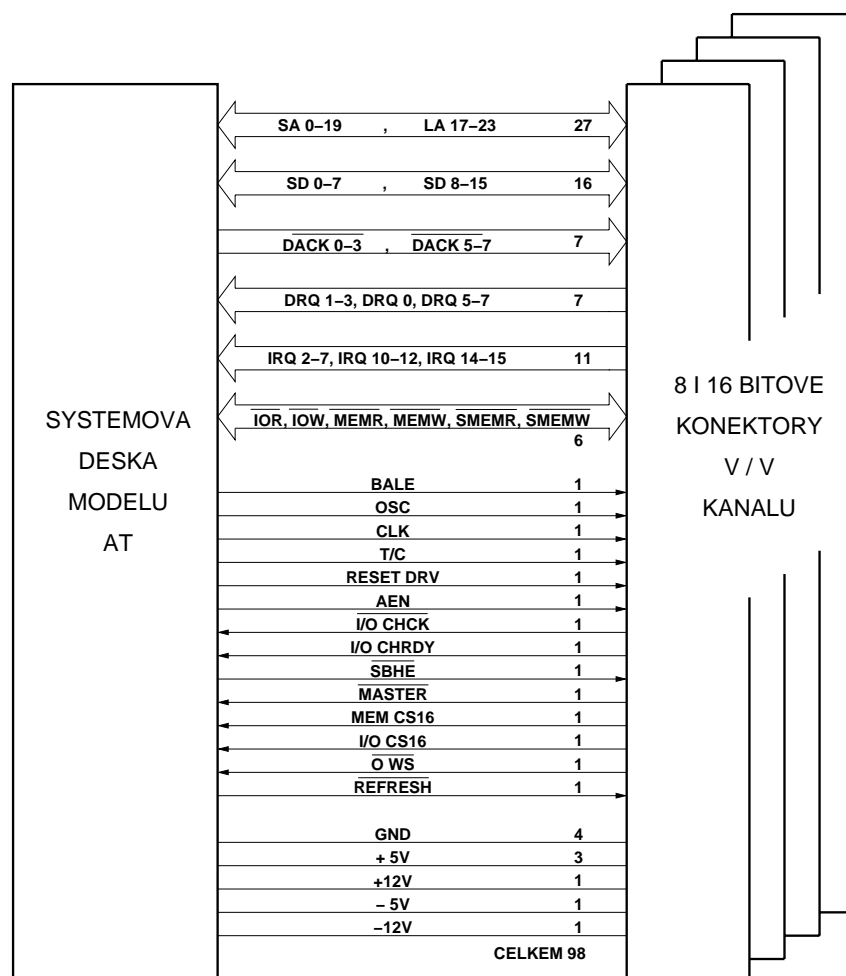 SA 0–19 , LA 17–23 27
SD 0–7 , SD 8–15 16
DACK 0–3 , DACK 5–7 7
DRQ 1–3, DRQ 0, DRQ 5–7 7
IRQ 2–7, IRQ 10–12, IRQ 14–15 11
IOR, IOW, MEMR, MEMW, SMEMR, SMEMW
6
SYSTEMOVA
DESKA
MODELU
AT
8 I 16 BITOVE
KONEKTORY
V / V
KANALU
BALE 1
OSC 1
CLK 1
T/C 1
RESET DRV 1
AEN 1
I/O CHCK 1
I/O CHRDY 1
SBHE 1
MASTER 1
MEM CS16 1
I/O CS16 1
O WS 1
REFRESH 1
GND 4
+ 5V 3
+12V 1
– 5V 1
–12V 1
CELKEM 98